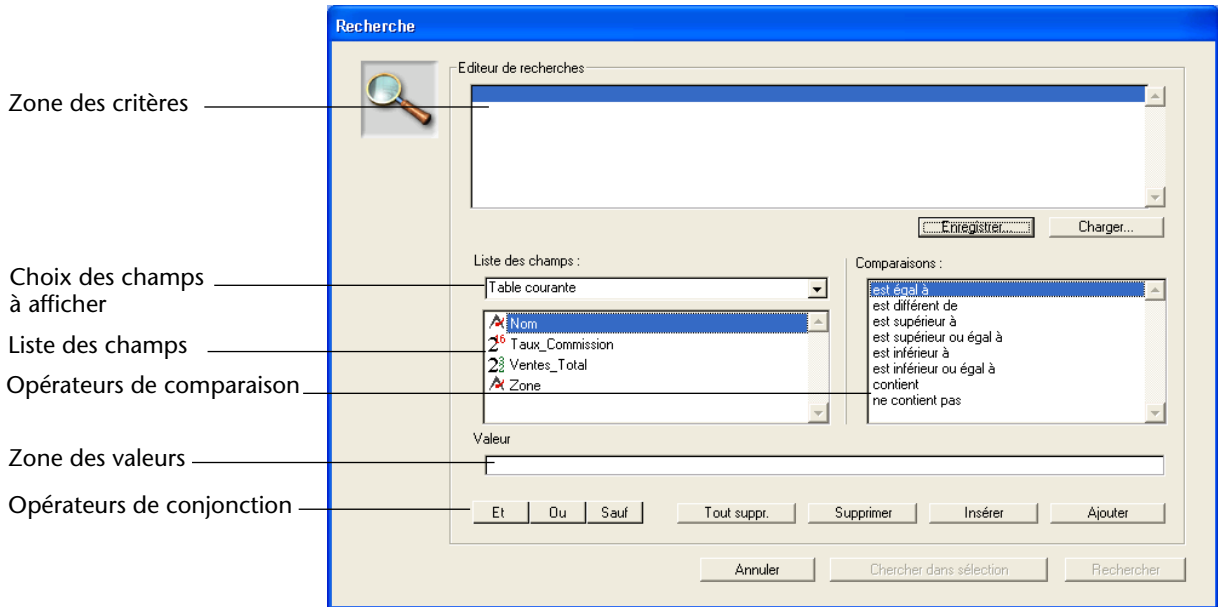 Recherche
Editeur de recherches
Zone des critères
Enregistrer...
Charger...
Liste des champs :
Comparaisons :
Choix des champs
à afficher
Table courante
est égal à
est différent de
est supérieur à
est supérieur ou égal à
est inférieur à
est inférieur ou égal à
contient
ne contient pas
Nom
2^16 Taux_Commission
Ventes_Total
Zone
Liste des champs
Opérateurs de comparaison
Valeur
Zone des valeurs
Opérateurs de conjonction
Et
Ou
Sauf
Tout suppr.
Supprimer
Insérer
Ajouter
Annuler
Chercher dans sélection
Rechercher